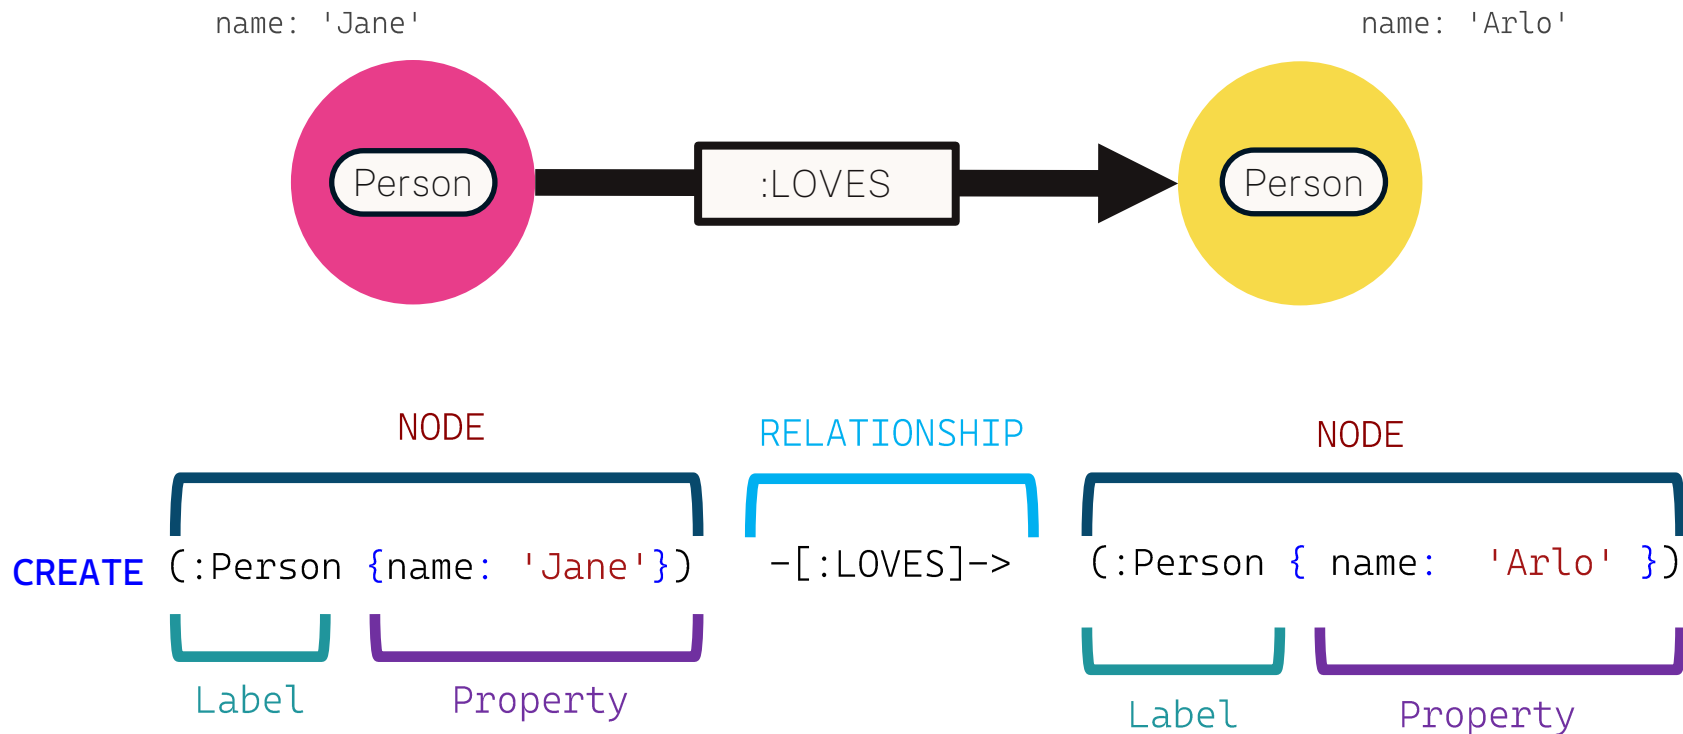 name: 'Jane' name: 'Arlo'
Person :LOVES Person
NODE RELATIONSHIP NODE
CREATE (:Person {name: 'Jane'}) -[:LOVES]-> (:Person { name: 'Arlo' })
Label Property Label Property